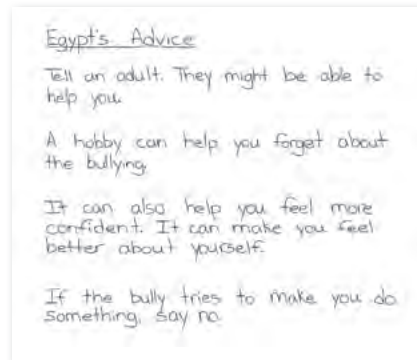 Egypt's Advice
Tell an adult. They might be able to
help you.
A hobby can help you forget about
the bullying.
It can also help you feel more
confident. It can make you feel
better about yourself.
If the bully tries to make you do
something, say no.